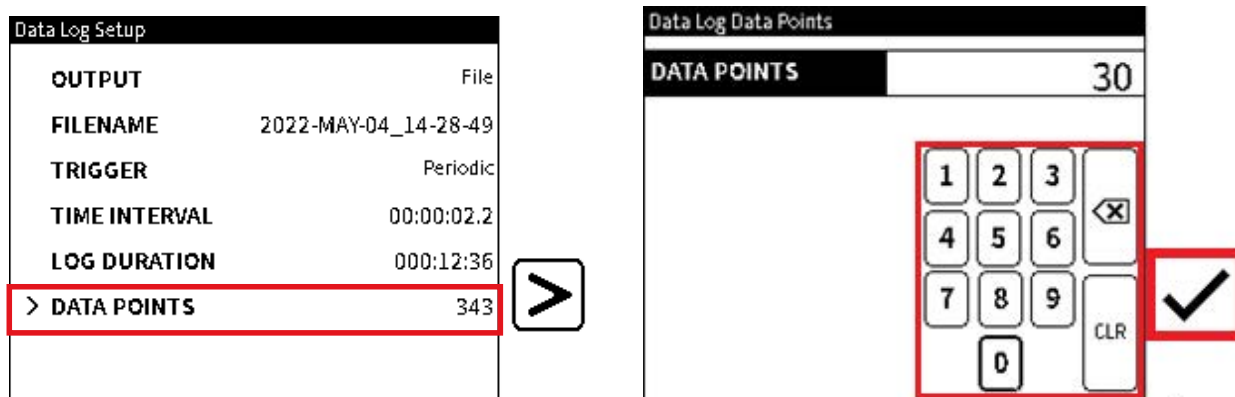 Data Log Setup
OUTPUT File
FILENAME 2022-MAY-04_14-28-49
TRIGGER Periodic
TIME INTERVAL 00:00:02.2
LOG DURATION 000:12:36
> DATA POINTS 343
>
Data Log Data Points
DATA POINTS 30
1 2 3
4 5 6
7 8 9
CLR
0